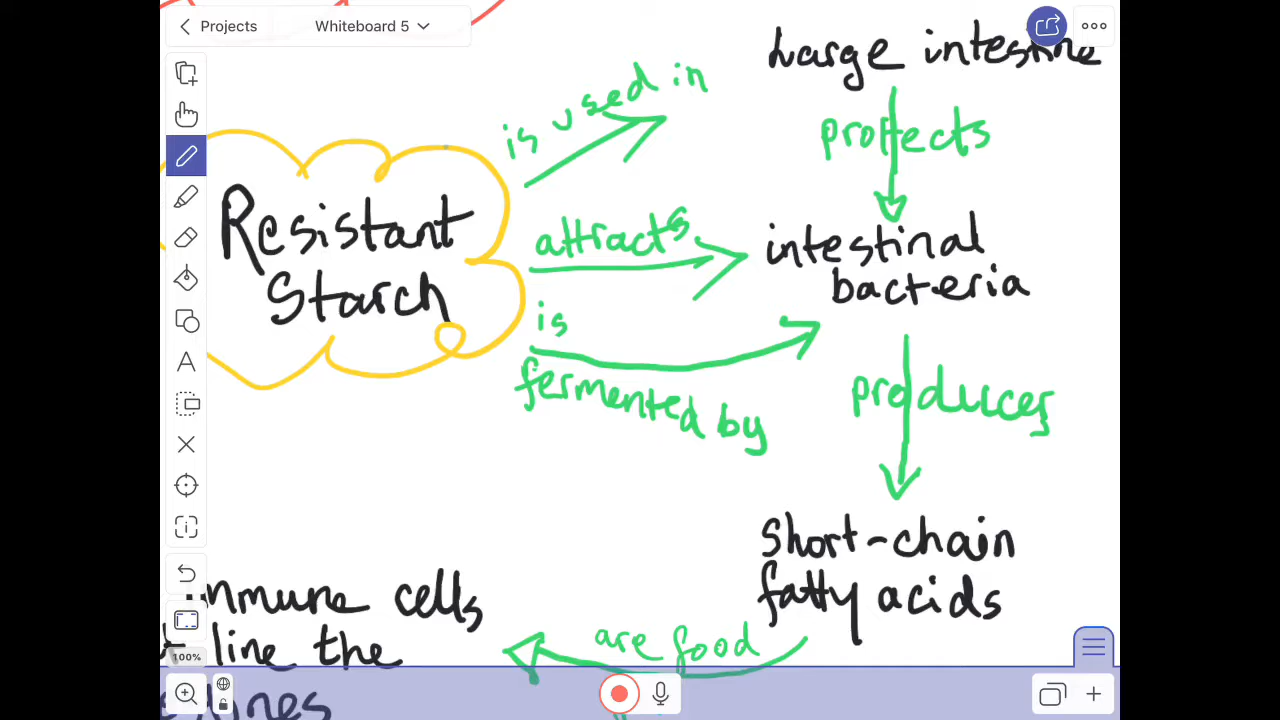 Projects
Whiteboard 5
Large intestine
is used in
protects
Resistant
Starch
attracts
intestinal
bacteria
is
fermented by
produces
short-chain
fatty acids
immune cells
line the
are food
100%
A